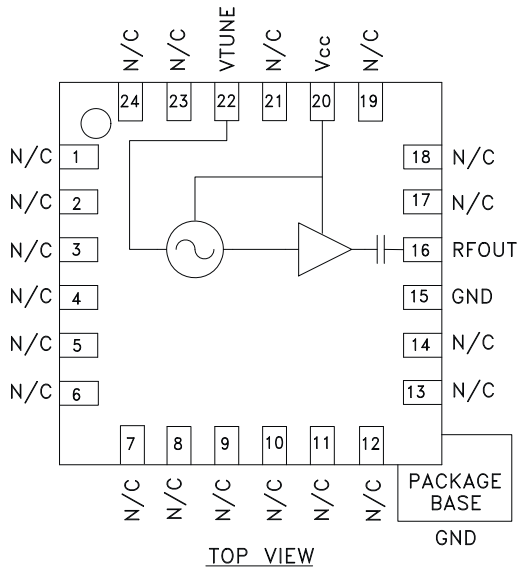 N/C N/C VTUNE N/C Vcc N/C
24 23 22 21 20 19
N/C 1 18 N/C
N/C 2 17 N/C
N/C 3 16 RFOUT
N/C 4 15 GND
N/C 5 14 N/C
N/C 6 13 N/C
7 8 9 10 11 12
N/C N/C N/C N/C N/C N/C
PACKAGE
BASE
GND
TOP VIEW